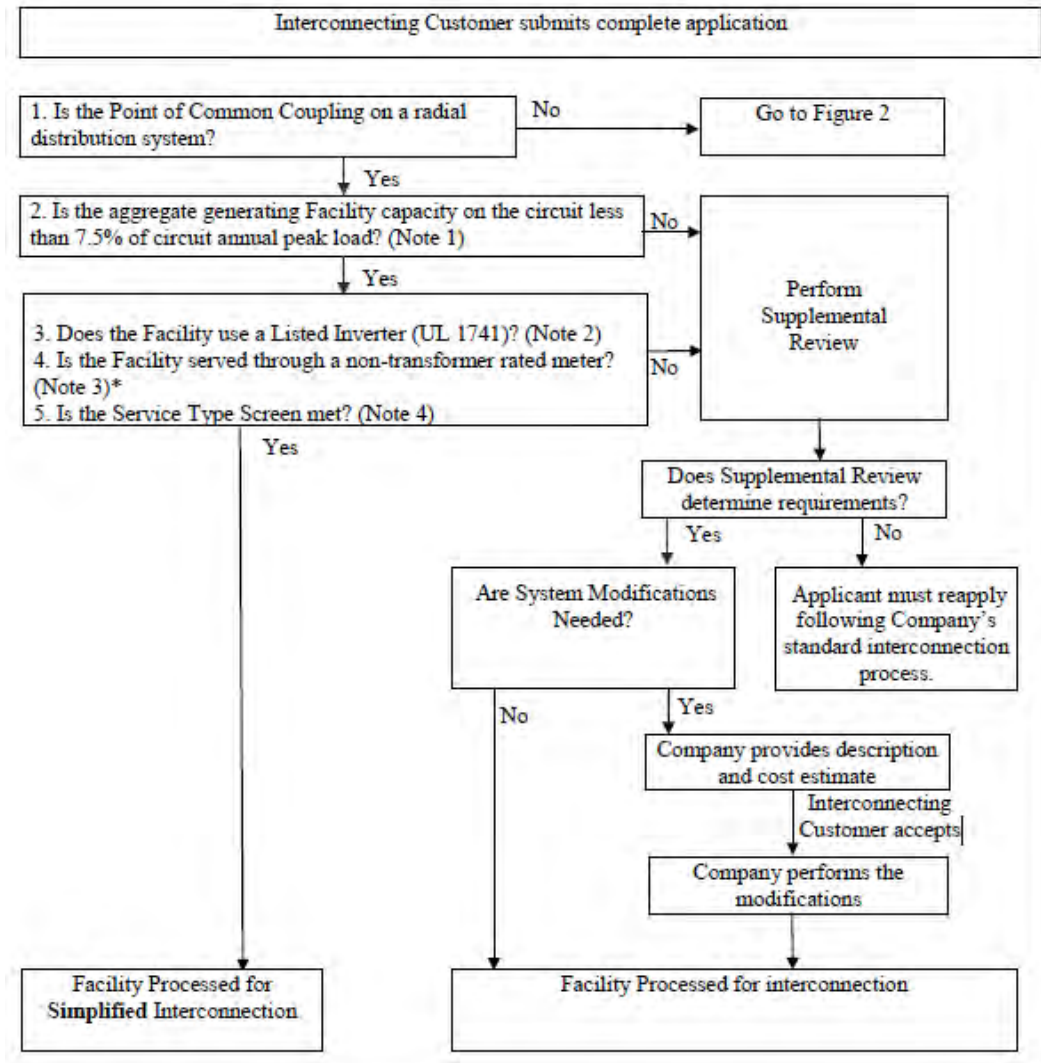 Interconnecting Customer submits complete application
1. Is the Point of Common Coupling on a radial
distribution system?
No
Go to Figure 2
Yes
2. Is the aggregate generating Facility capacity on the circuit less
than 7.5% of circuit annual peak load? (Note 1)
No
Perform
Supplemental
Review
Yes
3. Does the Facility use a Listed Inverter (UL 1741)? (Note 2)
4. Is the Facility served through a non-transformer rated meter?
(Note 3)*
5. Is the Service Type Screen met? (Note 4)
No
Yes
Does Supplemental Review
determine requirements?
Yes
No
Are System Modifications
Needed?
Applicant must reapply
following Company's
standard interconnection
process.
No
Yes
Company provides description
and cost estimate
Interconnecting
Customer accepts
Company performs the
modifications
Facility Processed for
Simplified Interconnection
Facility Processed for interconnection